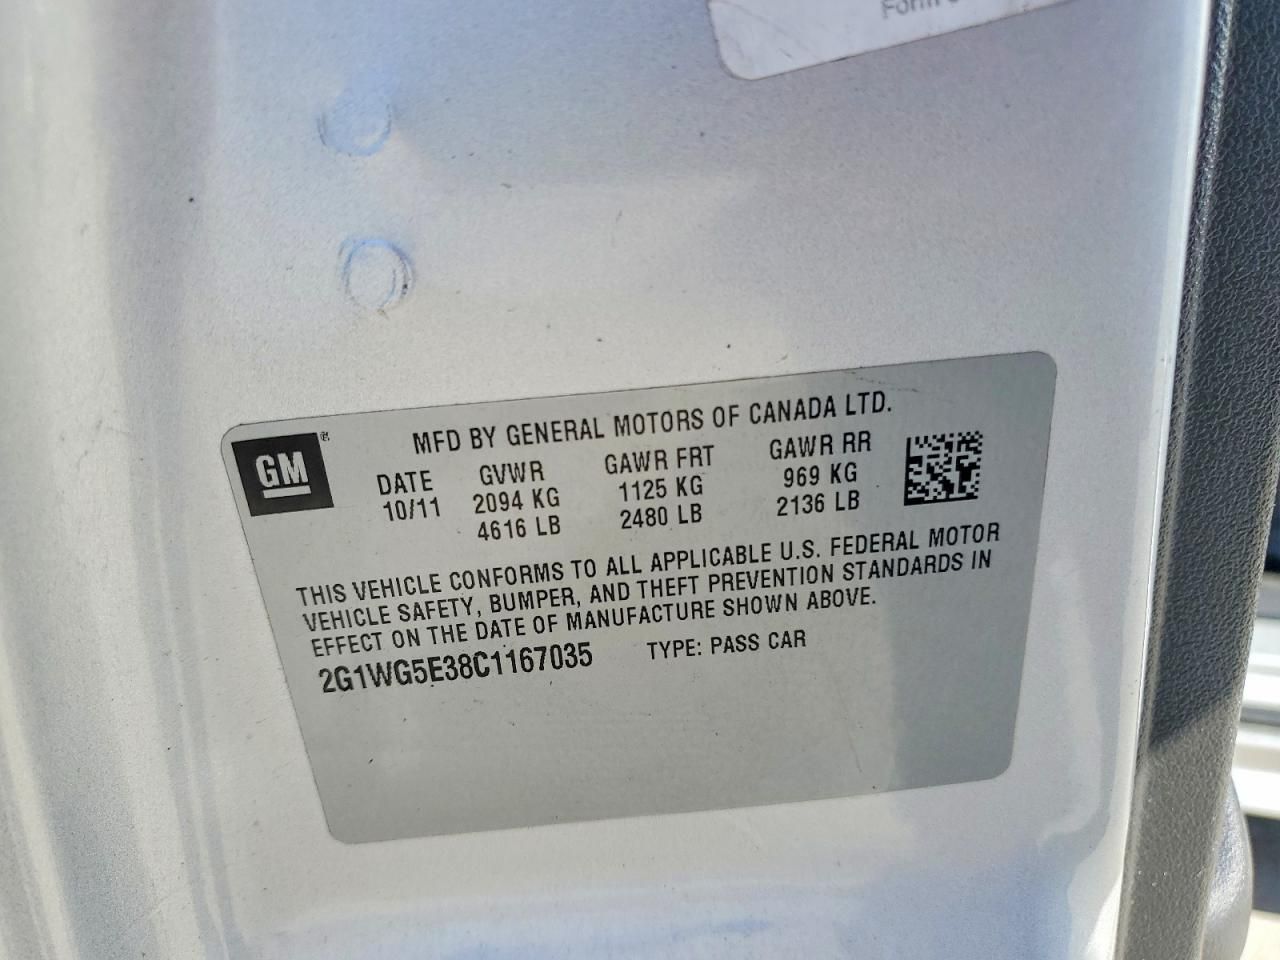 Form
GM
MFD BY GENERAL MOTORS OF CANADA LTD.
DATE GVWR GAWR FRT GAWR RR
10/11 2094 KG 1125 KG 969 KG
4616 LB 2480 LB 2136 LB
THIS VEHICLE CONFORMS TO ALL APPLICABLE U.S. FEDERAL MOTOR
VEHICLE SAFETY, BUMPER, AND THEFT PREVENTION STANDARDS IN
EFFECT ON THE DATE OF MANUFACTURE SHOWN ABOVE.
2G1WG5E38C1167035 TYPE: PASS CAR